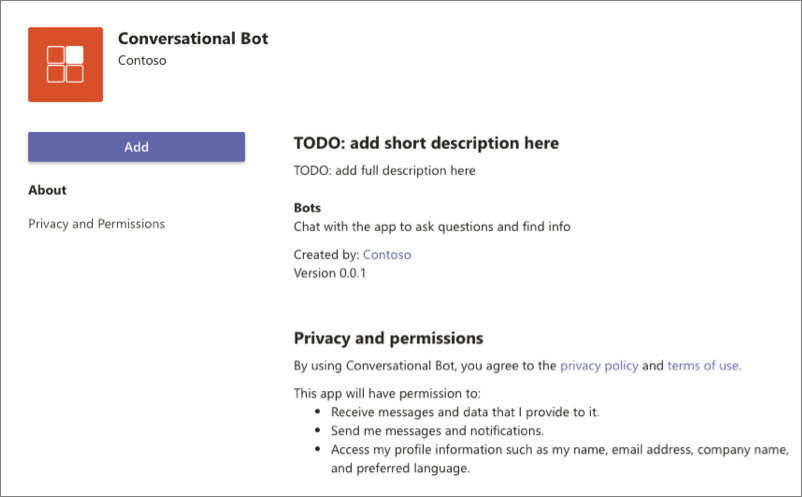 Conversational Bot
Contoso
Add
About
Privacy and Permissions
TODO: add short description here
TODO: add full description here
Bots
Chat with the app to ask questions and find info
Created by: Contoso
Version 0.0.1
Privacy and permissions
By using Conversational Bot, you agree to the privacy policy and terms of use.
This app will have permission to:
• Receive messages and data that I provide to it.
• Send me messages and notifications.
• Access my profile information such as my name, email address, company name,
and preferred language.